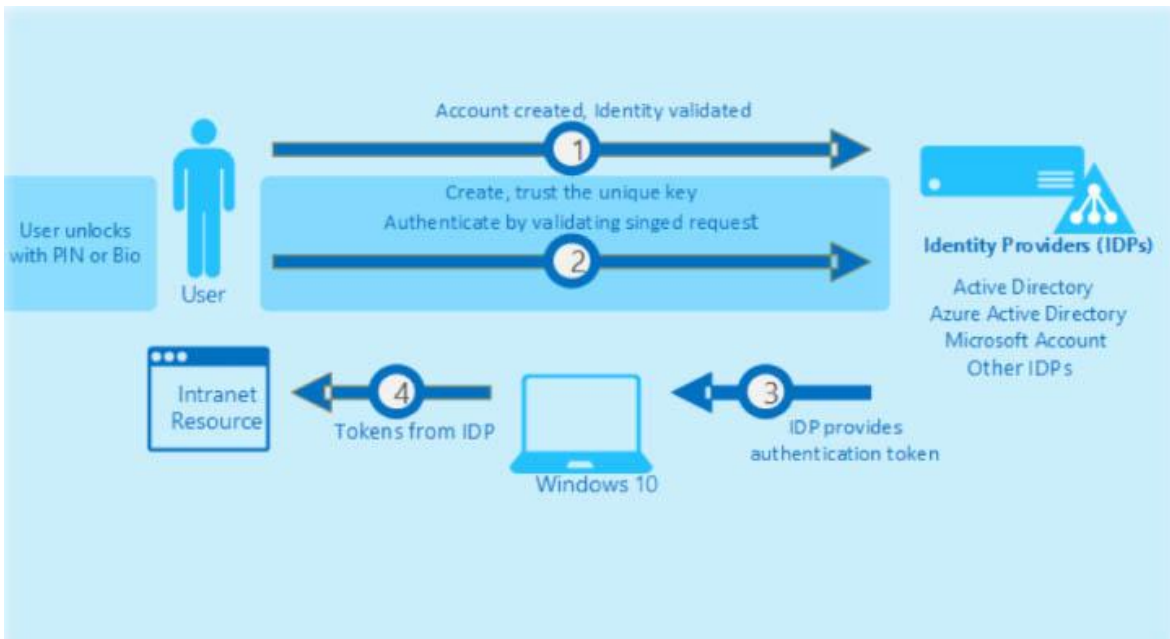 Account created, Identity validated
1
Create, trust the unique key
Authenticate by validating singed request
2
User unlocks
with PIN or Bio
User
Identity Providers (IDPs)
Active Directory
Azure Active Directory
Microsoft Account
Other IDPs
Intranet
Resource
4
Tokens from IDP
Windows 10
3
IDP provides
authentication token